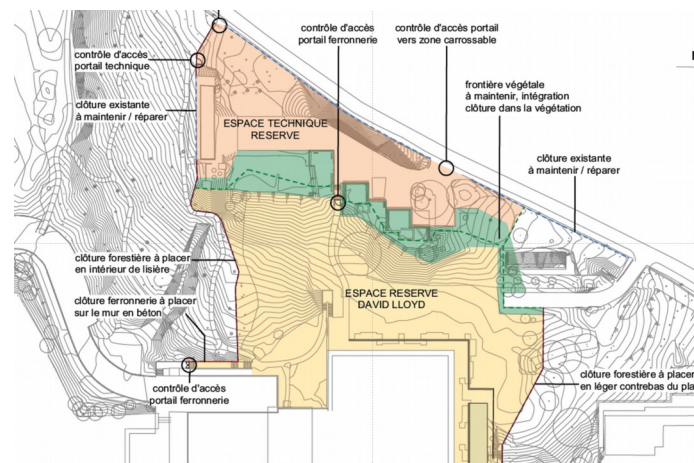 contrôle d'accès
portail ferronnerie
contrôle d'accès portail
vers zone carrossable
contrôle d'accès
portail technique
clôture existante
à maintenir / réparer
frontière végétale
à maintenir, intégration
clôture dans la végétation
ESPACE TECHNIQUE
RESERVE
clôture existante
à maintenir / réparer
clôture forestière à placer
en intérieur de lisière
clôture ferronnerie à placer
sur le mur en béton
ESPACE RESERVE
DAVID LLOYD
contrôle d'accès
portail ferronnerie
clôture forestière à placer
en léger contrebas du pla